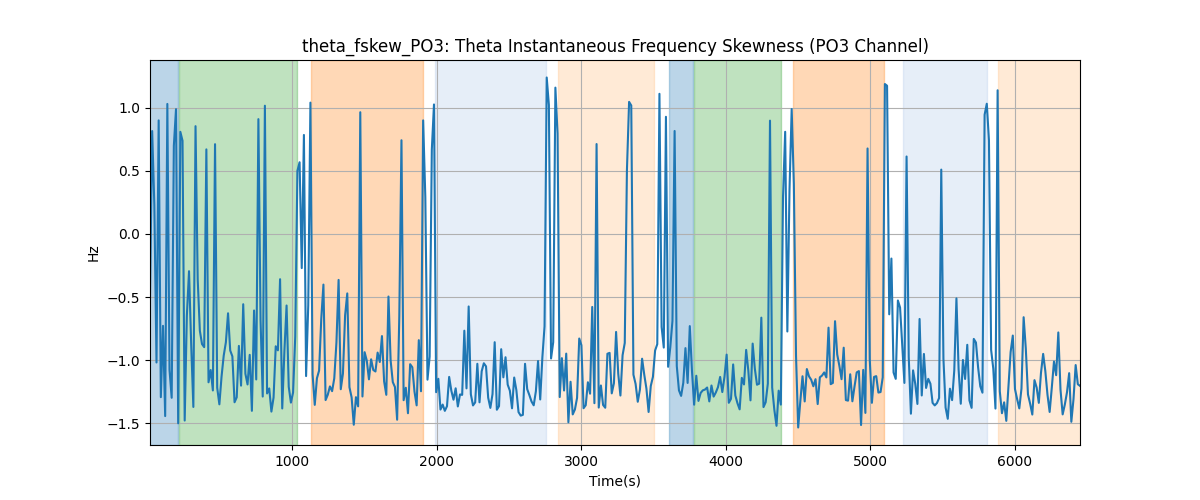 theta_fskew_PO3: Theta Instantaneous Frequency Skewness (PO3 Channel)
1.0
0.5
0.0
−0.5
−1.0
−1.5
Hz
1000 2000 3000 4000 5000 6000
Time(s)